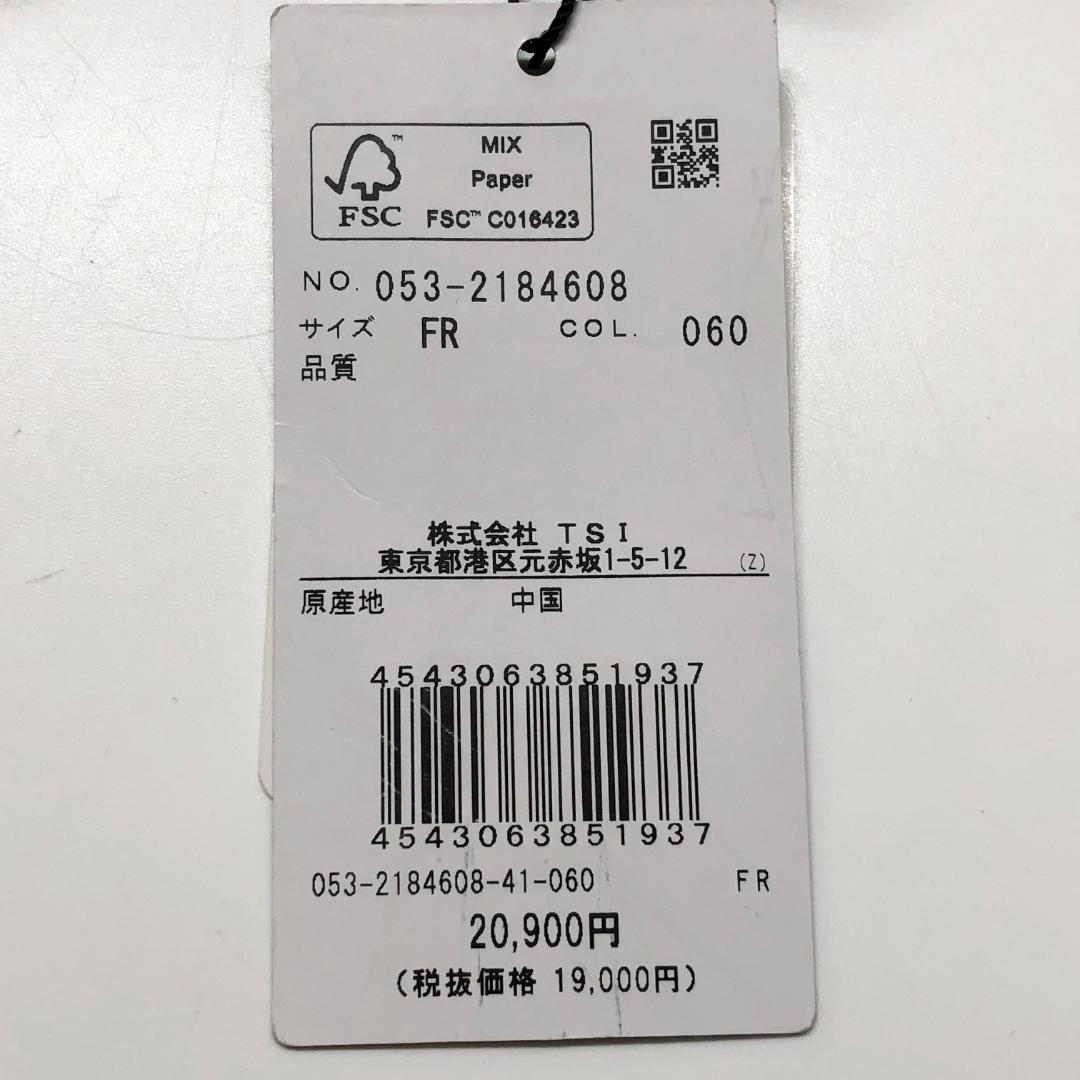 MIX
Paper
FSC™ C016423
™
FSC
NO. 053-2184608
サイズ FR COL. 060
品質
株式会社 TSI
東京都港区元赤坂1-5-12 (Z)
原産地 中国
4543063851937
4543063851937
053-2184608-41-060 FR
20,900円
(税抜価格 19,000円)